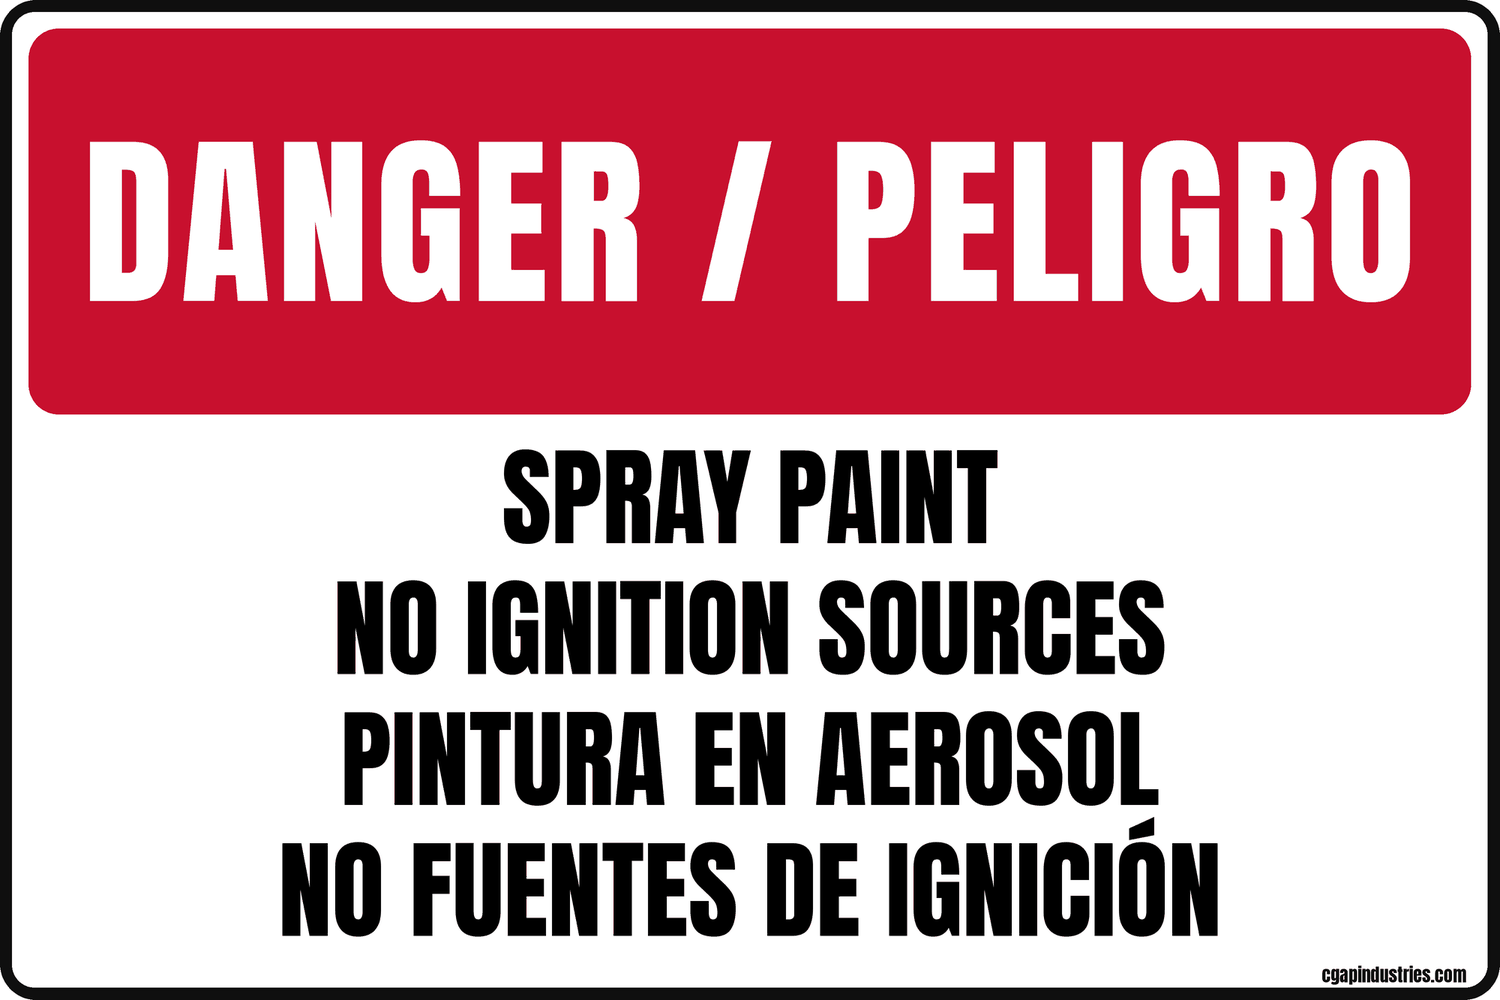 DANGER / PELIGRO
SPRAY PAINT
NO IGNITION SOURCES
PINTURA EN AEROSOL
NO FUENTES DE IGNICIÓN
cgapindustries.com